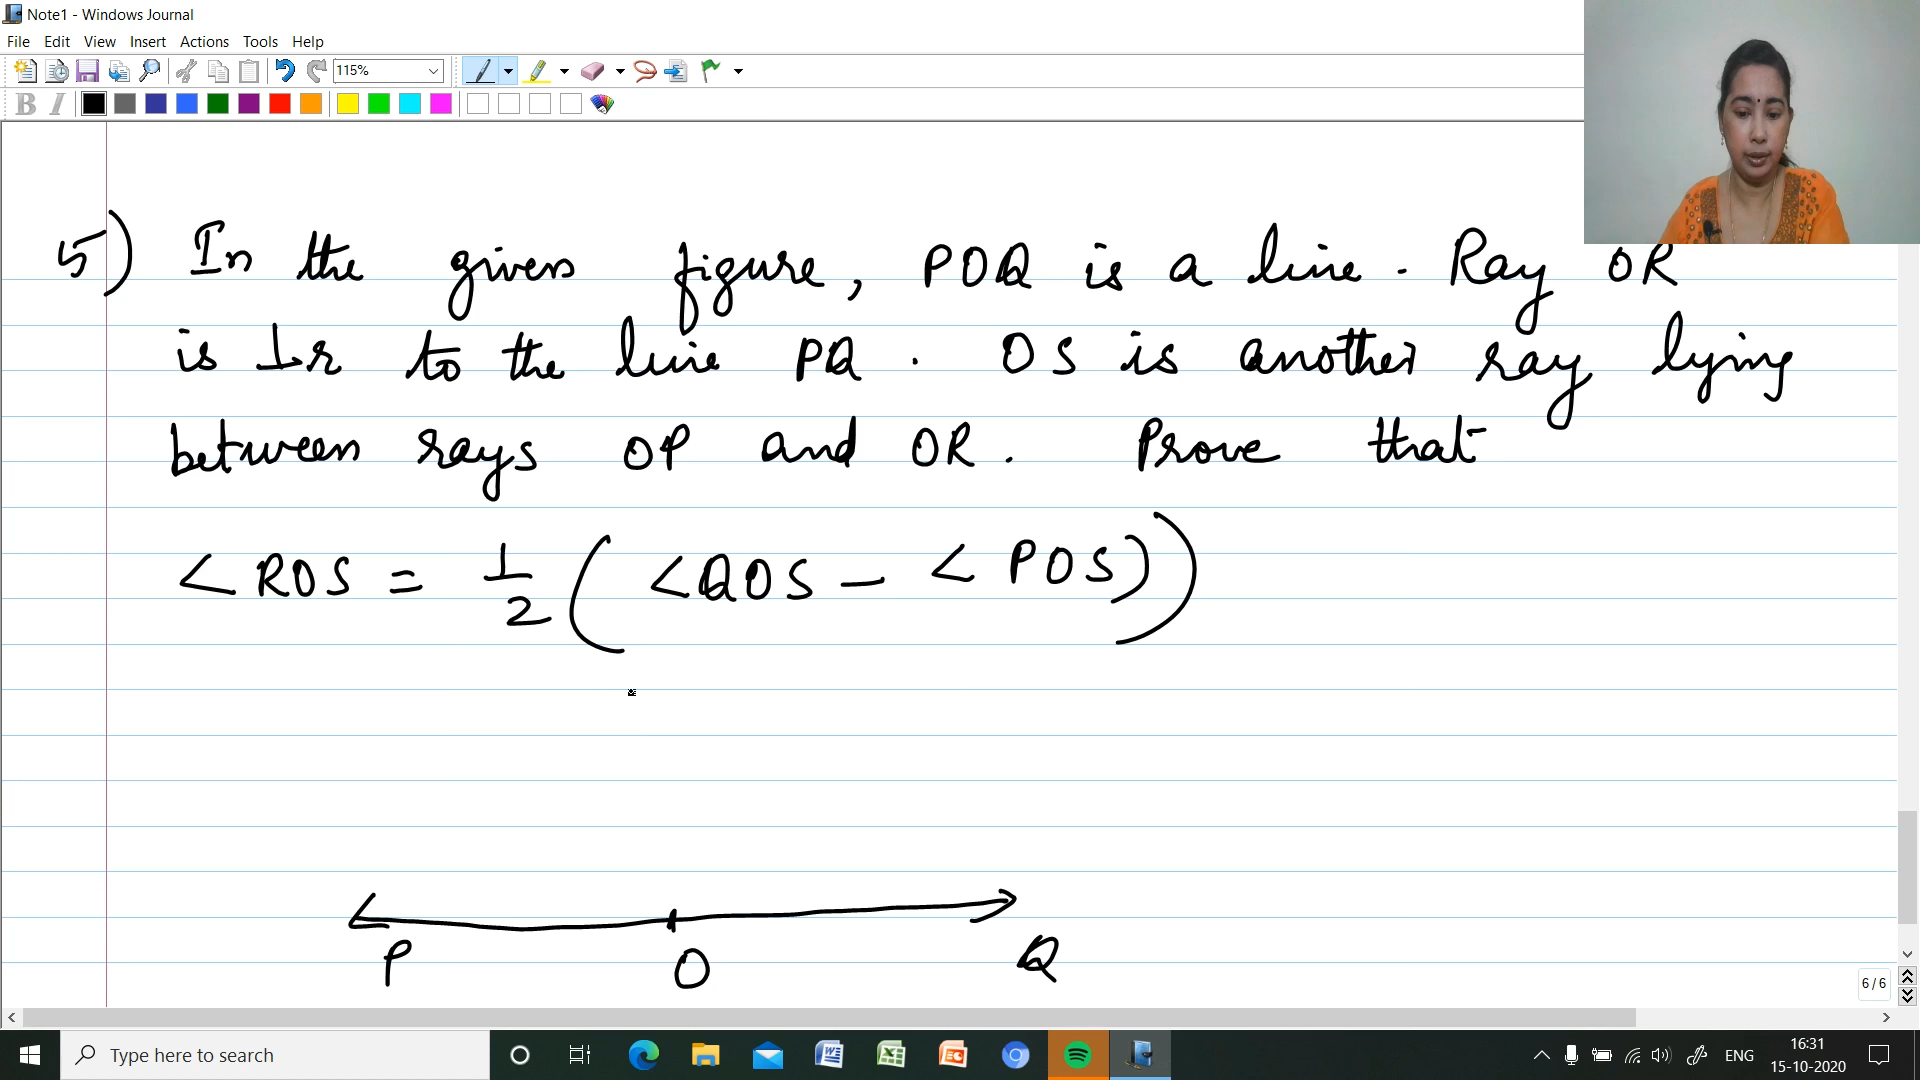 Note1 - Windows Journal
File Edit View Insert Actions Tools Help
115%
B I
5) In the given figure, POQ is a line. Ray OR
is ⊥r to the line PQ. OS is another ray lying
between rays OP and OR. Prove that
<ROS = 1/2 ( <QOS - < POS))
P O Q
6 / 6
Type here to search
ENG
16:31
15-10-2020